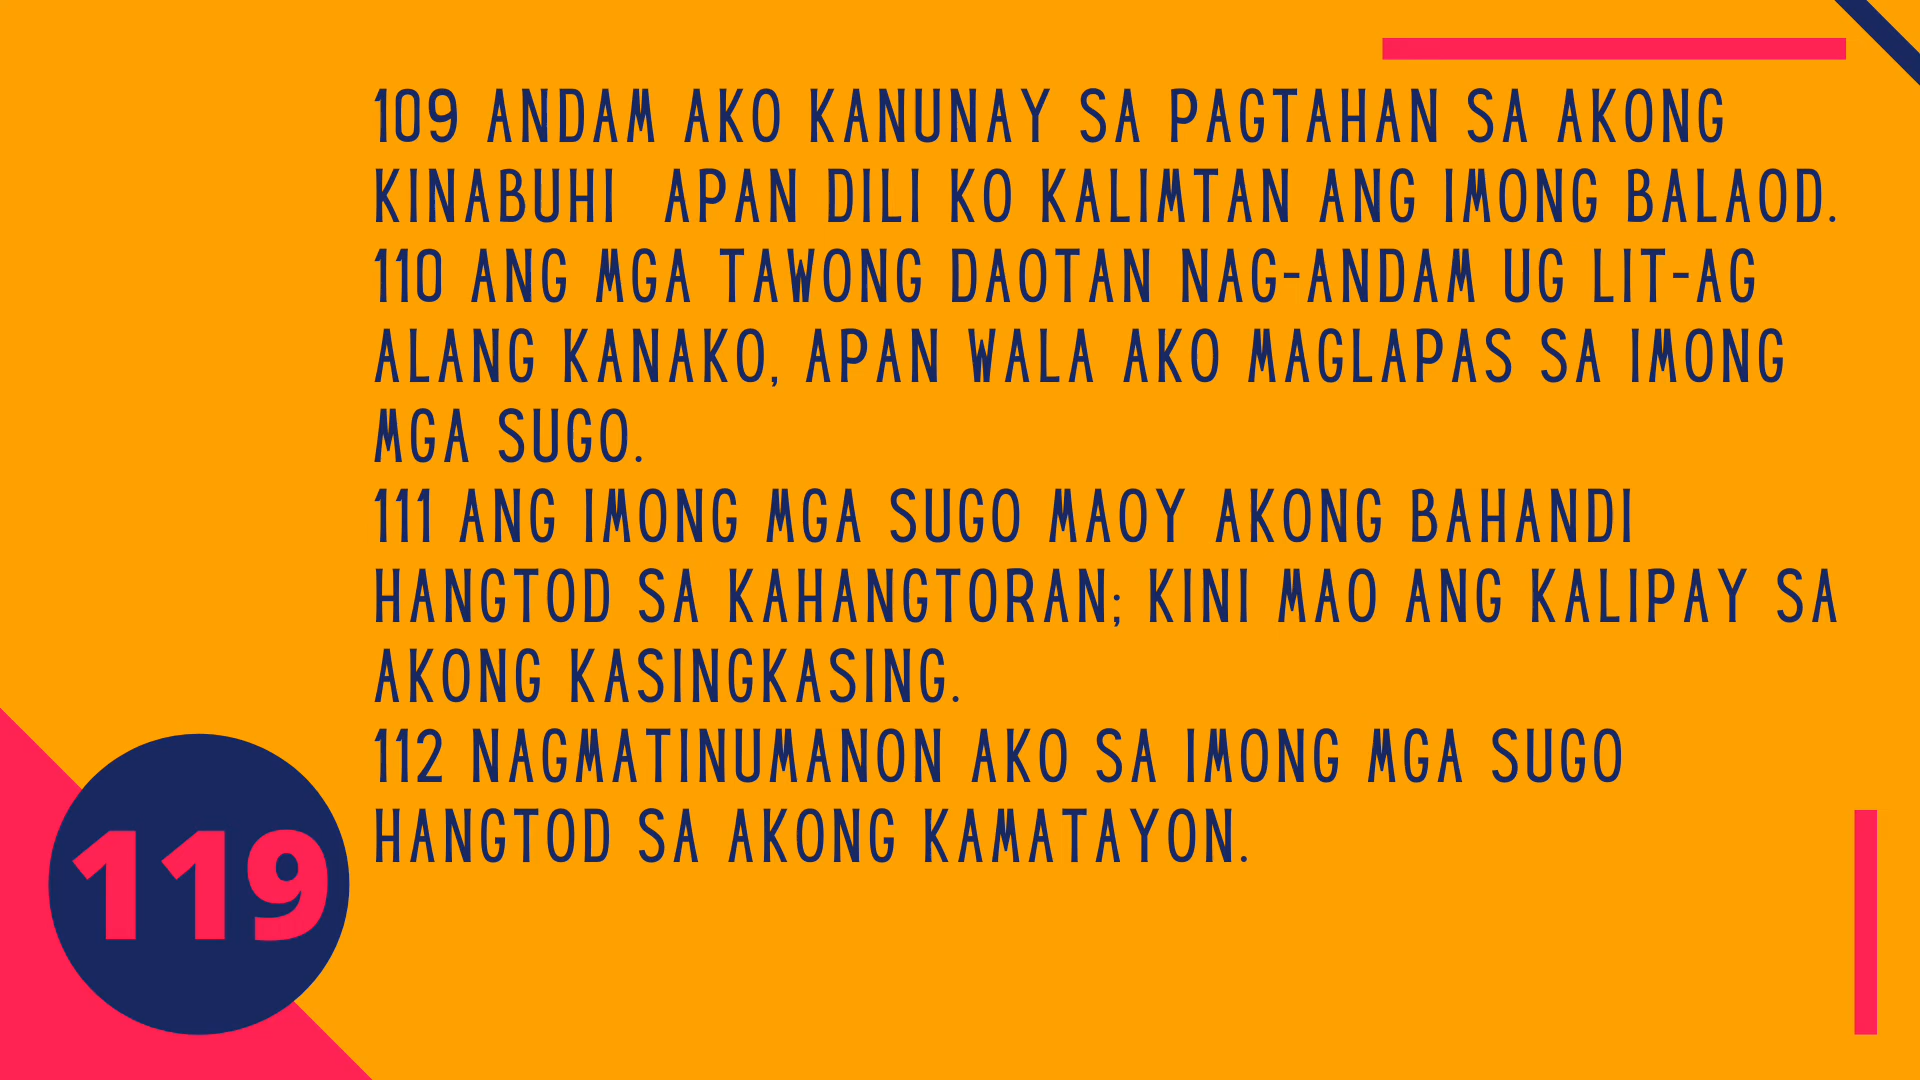 109 ANDAM AKO KANUNAY SA PAGTAHAN SA AKONG
KINABUHI  APAN DILI KO KALIMTAN ANG IMONG BALAOD.
110 ANG MGA TAWONG DAOTAN NAG-ANDAM UG LIT-AG
ALANG KANAKO, APAN WALA AKO MAGLAPAS SA IMONG
MGA SUGO.
111 ANG IMONG MGA SUGO MAOY AKONG BAHANDI
HANGTOD SA KAHANGTORAN; KINI MAO ANG KALIPAY SA
AKONG KASINGKASING.
112 NAGMATINUMANON AKO SA IMONG MGA SUGO
HANGTOD SA AKONG KAMATAYON.
119